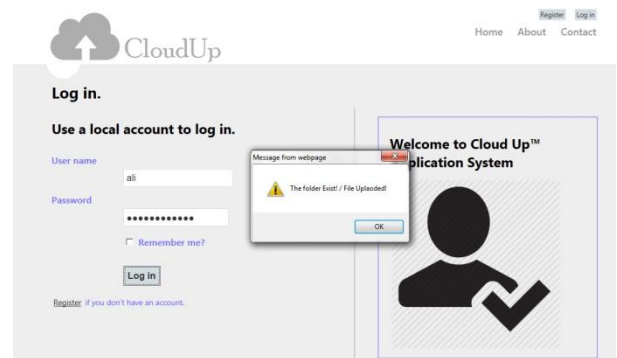 Register Log in
CloudUp
Home About Contact
Log in.
Use a local account to log in.
User name
ali
Password
••••••••••••
Remember me?
Log in
Register if you don't have an account.
Message from webpage
The folder Exist! / File Uplaoded!
OK
Welcome to Cloud Up™
plication System